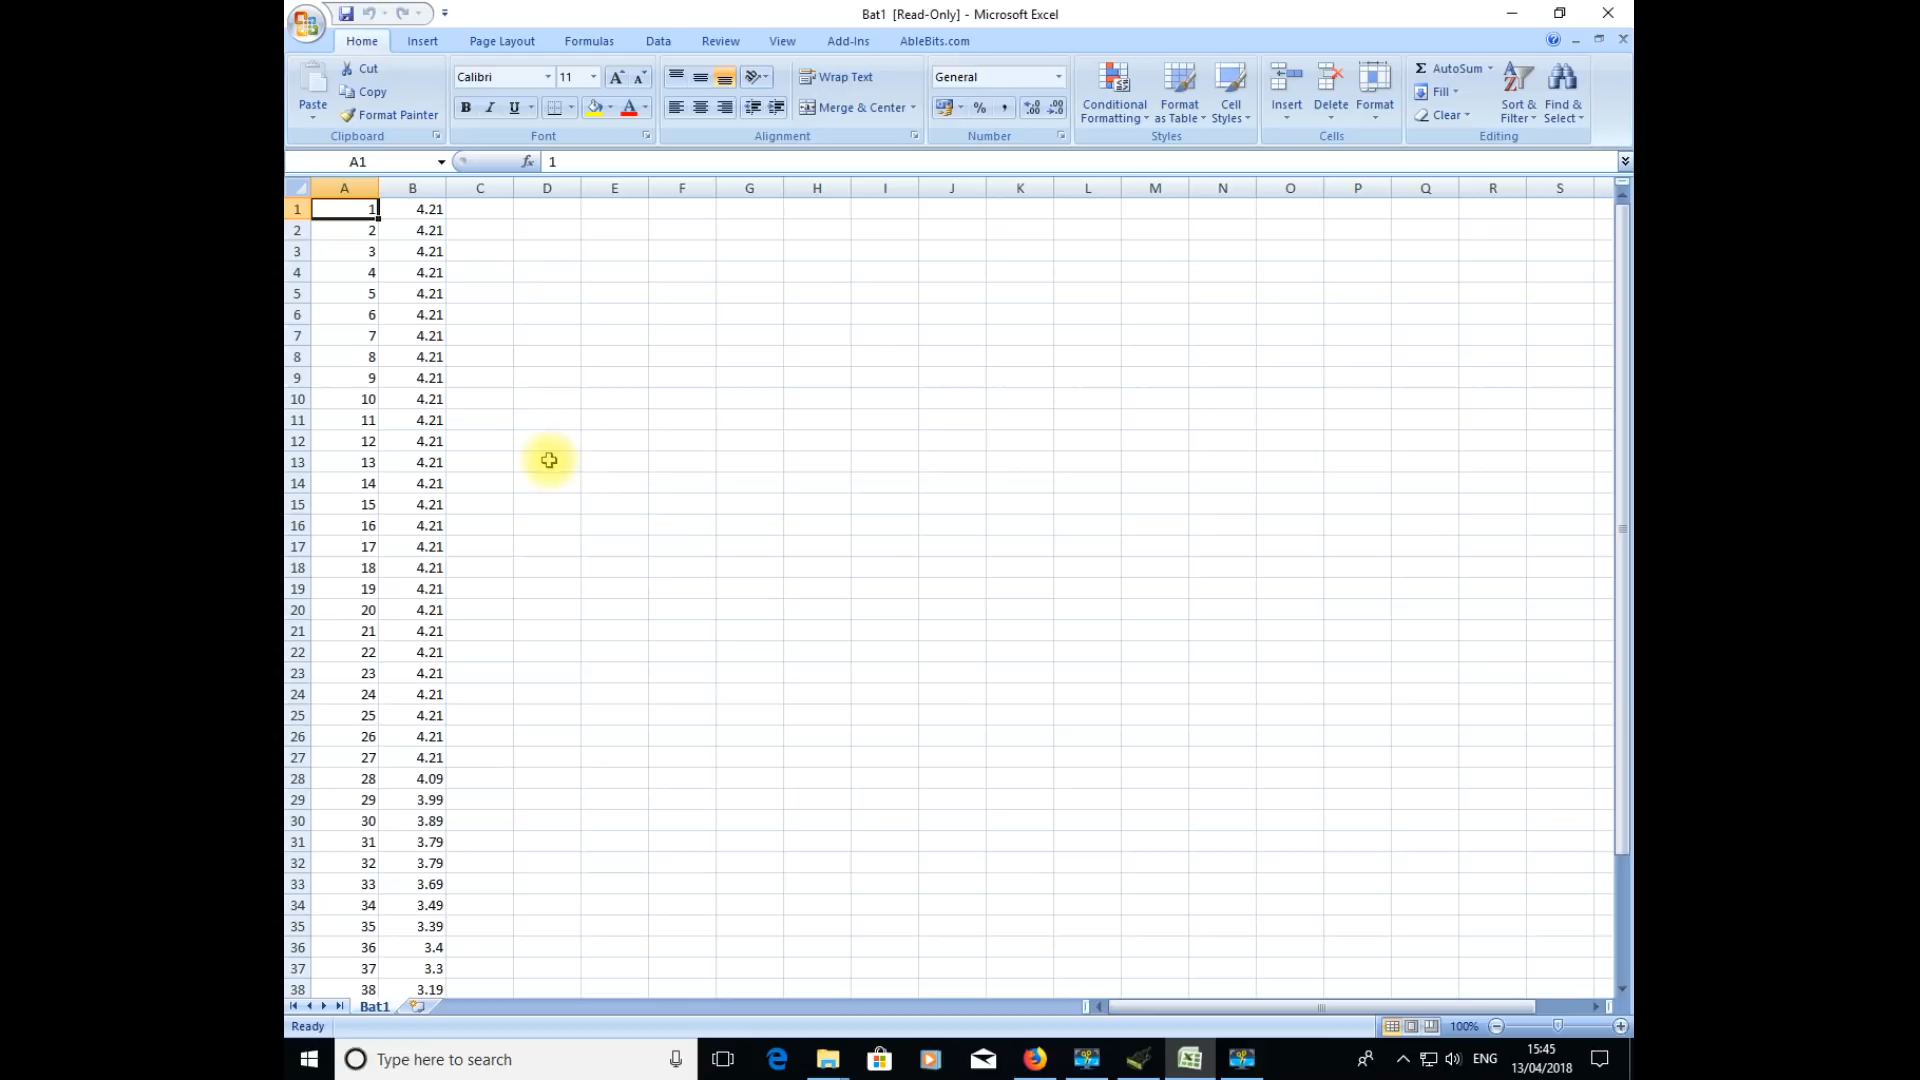 Bat1 [Read-Only] - Microsoft Excel
Home Insert Page Layout Formulas Data Review View Add-Ins AbleBits.com
Paste Cut Copy Format Painter Clipboard
Calibri 11 A A B I U A Font
Wrap Text Merge & Center Alignment
General % , .0 .00 .00 .0 Number
Conditional Formatting Format as Table Cell Styles Styles
Insert Delete Format Cells
Σ AutoSum Fill Clear Sort & Filter Find & Select Editing
A1 fx 1
A B C D E F G H I J K L M N O P Q R S
1 1 4.21
2 2 4.21
3 3 4.21
4 4 4.21
5 5 4.21
6 6 4.21
7 7 4.21
8 8 4.21
9 9 4.21
10 10 4.21
11 11 4.21
12 12 4.21
13 13 4.21
14 14 4.21
15 15 4.21
16 16 4.21
17 17 4.21
18 18 4.21
19 19 4.21
20 20 4.21
21 21 4.21
22 22 4.21
23 23 4.21
24 24 4.21
25 25 4.21
26 26 4.21
27 27 4.21
28 28 4.09
29 29 3.99
30 30 3.89
31 31 3.79
32 32 3.79
33 33 3.69
34 34 3.49
35 35 3.39
36 36 3.4
37 37 3.3
38 38 3.19
Bat1
Ready 100%
Type here to search ENG 15:45
13/04/2018